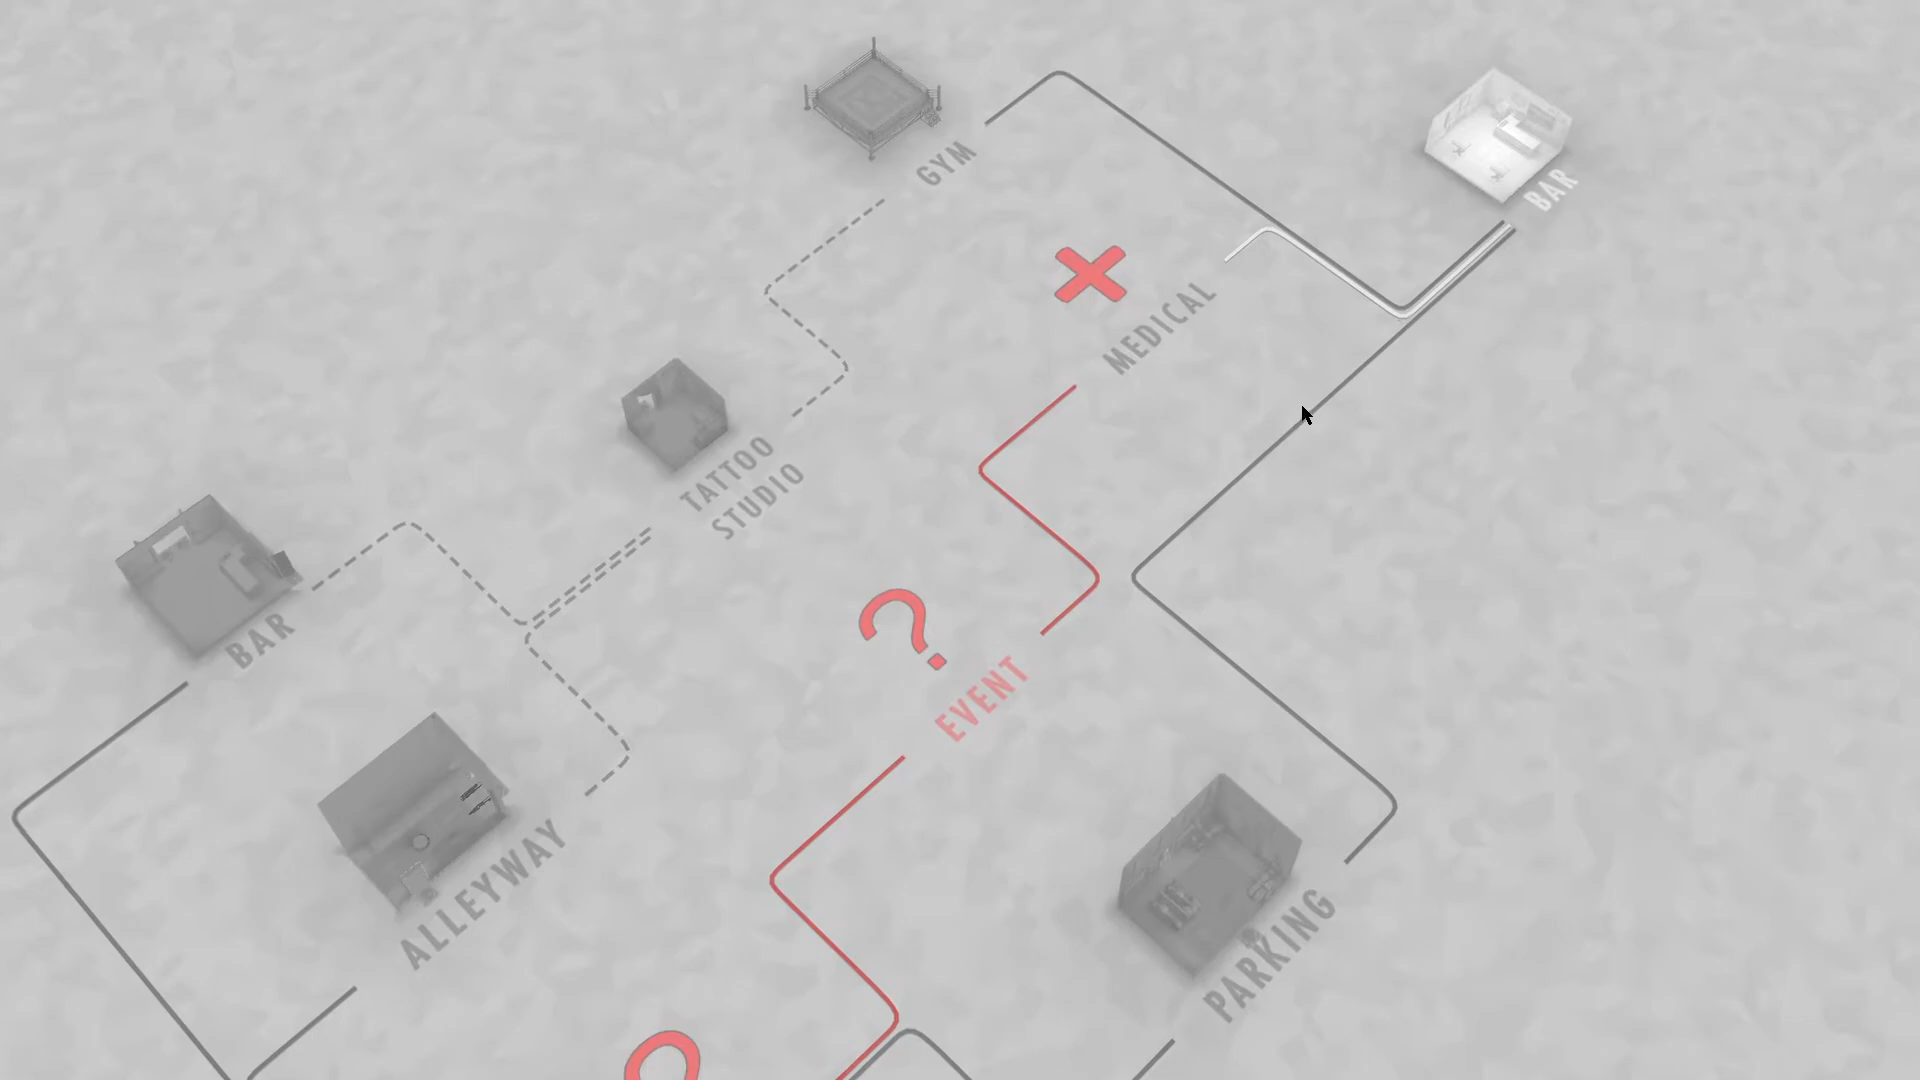 GYM
BAR
MEDICAL
TATTOO
STUDIO
BAR
EVENT
ALLEYWAY
PARKING